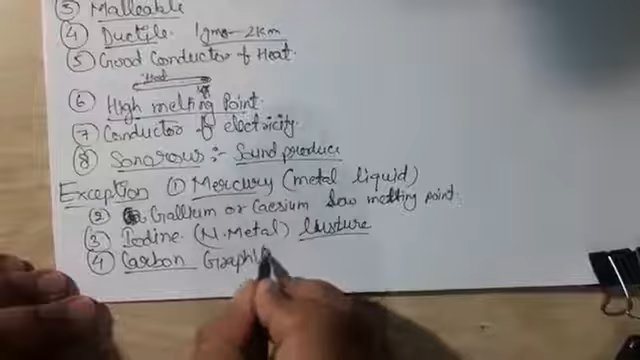 ③ Malleable
④ Ductile. 1gm → 2km
⑤ Good Conductor of Heat.
Heat
⑥ High melting Point.
⑦ Conductor of electricity.
⑧ Sonorous :- Sound produce
Exception ① Mercury (metal liquid)
② Gallium or Caesium low melting point.
③ Iodine (N.Metal) lusture
④ Carbon Graphi